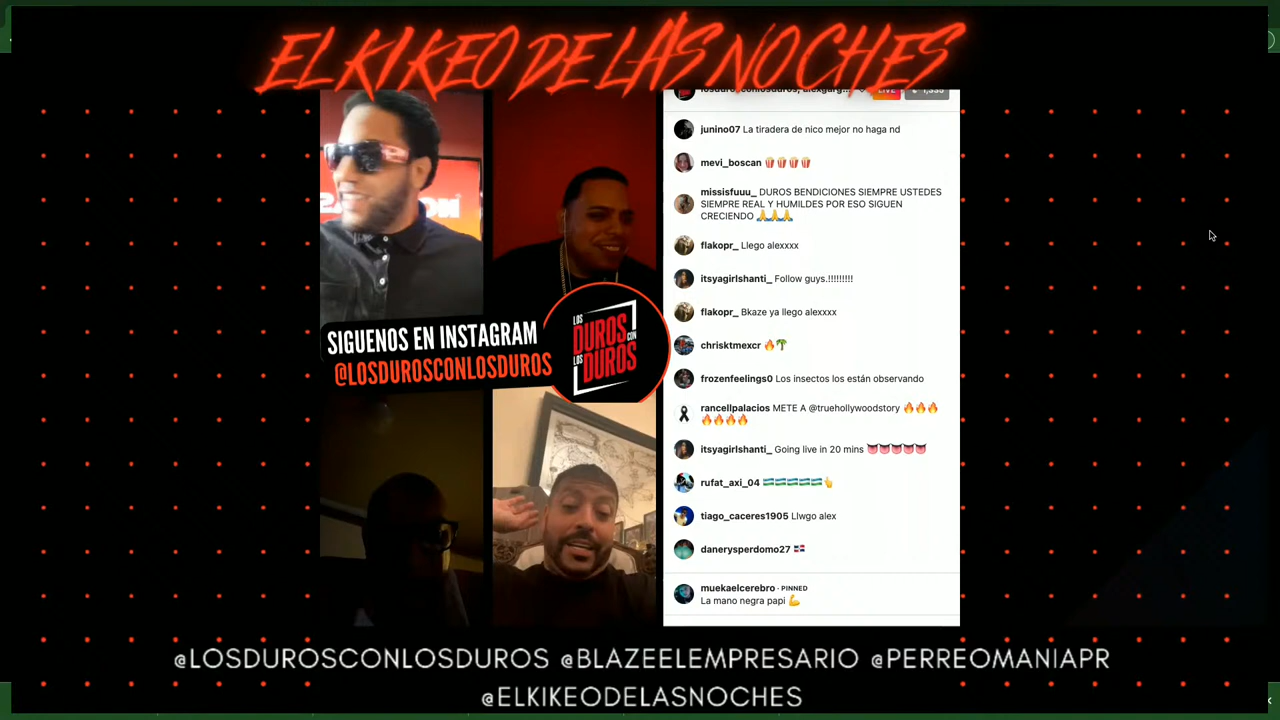 EL KIKEO DE LAS NOCHES
LIVE
junino07 La tiradera de nico mejor no haga nd
mevi_boscan 🍿🍿🍿🍿
missisfuuu_ DUROS BENDICIONES SIEMPRE USTEDES
SIEMPRE REAL Y HUMILDES POR ESO SIGUEN
CRECIENDO 🙏🙏🙏
flakopr_ Llego alexxxx
itsyagirlshanti_ Follow guys.!!!!!!!!!
flakopr_ Bkaze ya llego alexxxx
chrisktmexcr 🔥🌴
frozenfeelings0 Los insectos los están observando
rancellpalacios METE A @truehollywoodstory 🔥🔥🔥
🔥🔥🔥🔥
itsyagirlshanti_ Going live in 20 mins 👅👅👅👅👅
rufat_axi_04 🇺🇿🇺🇿🇺🇿🇺🇿🇺🇿👆
tiago_caceres1905 Llwgo alex
danerysperdomo27 🇩🇴
muekaelcerebro · PINNED
La mano negra papi 💪
SIGUENOS EN INSTAGRAM
@LOSDUROSCONLOSDUROS
LOS
DUROS
CON
LOS
DUROS
@LOSDUROSCONLOSDUROS @BLAZEELEMPRESARIO @PERREOMANIAPR
@ELKIKEODELASNOCHES